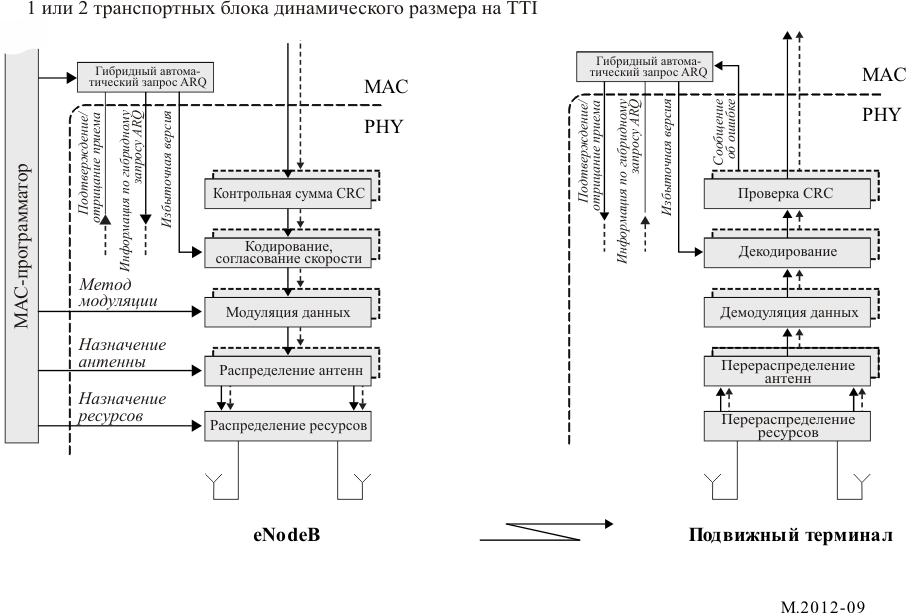 1 или 2 транспортных блока динамического размера на TTI
Гибридный автома-
тический запрос ARQ
MAC
PHY
MAC-программатор
Подтверждение/
отрицание приема
Информация по гибридному
запросу ARQ
Избыточная версия
Контрольная сумма CRC
Кодирование,
согласование скорости
Метод
модуляции
Модуляция данных
Назначение
антенны
Распределение антенн
Назначение
ресурсов
Распределение ресурсов
eNodeB
Гибридный автома-
тический запрос ARQ
MAC
PHY
Подтверждение/
отрицание приема
Информация по гибридному
запросу ARQ
Избыточная версия
Сообщение
об ошибке
Проверка CRC
Декодирование
Демодуляция данных
Перераспределение
антенн
Перераспределение
ресурсов
Подвижный терминал
M.2012-09